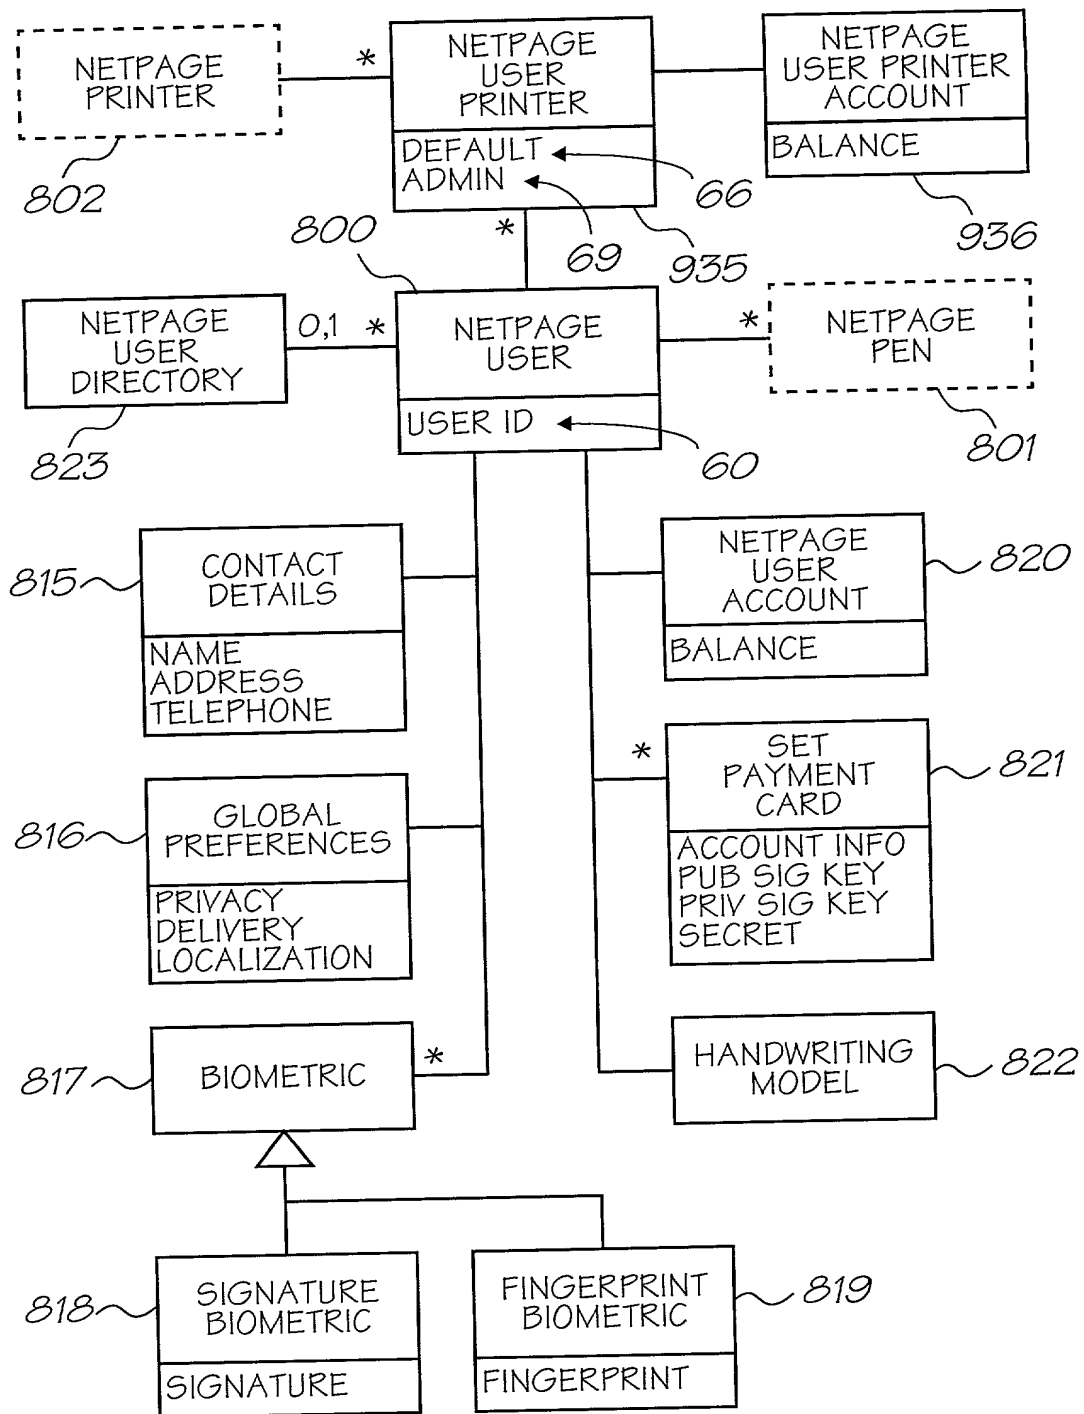 NETPAGE
PRINTER
802
*
NETPAGE
USER
PRINTER
DEFAULT
ADMIN
66
69
935
NETPAGE
USER PRINTER
ACCOUNT
BALANCE
936
*
800
NETPAGE
USER
DIRECTORY
823
0,1
*
NETPAGE
USER
USER ID
60
*
NETPAGE
PEN
801
815
CONTACT
DETAILS
NAME
ADDRESS
TELEPHONE
NETPAGE
USER
ACCOUNT
BALANCE
820
816
GLOBAL
PREFERENCES
PRIVACY
DELIVERY
LOCALIZATION
*
SET
PAYMENT
CARD
ACCOUNT INFO
PUB SIG KEY
PRIV SIG KEY
SECRET
821
817
BIOMETRIC
*
HANDWRITING
MODEL
822
818
SIGNATURE
BIOMETRIC
SIGNATURE
FINGERPRINT
BIOMETRIC
FINGERPRINT
819